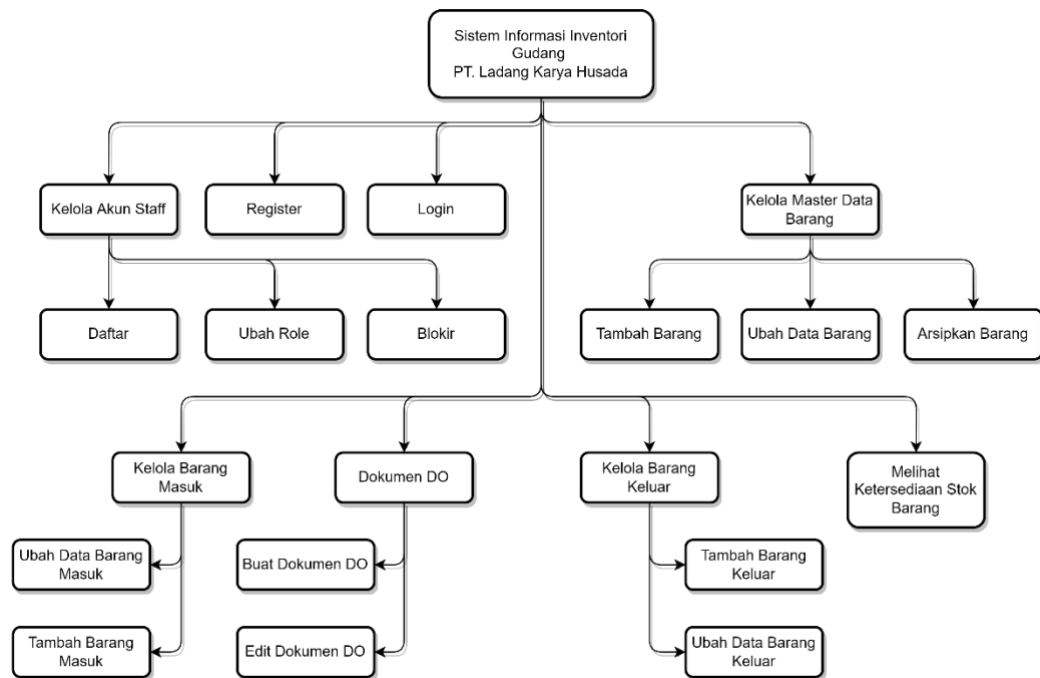 Sistem Informasi Inventori
Gudang
PT. Ladang Karya Husada
Kelola Akun Staff
Register
Login
Kelola Master Data
Barang
Daftar
Ubah Role
Blokir
Tambah Barang
Ubah Data Barang
Arsipkan Barang
Kelola Barang
Masuk
Dokumen DO
Kelola Barang
Keluar
Melihat
Ketersediaan Stok
Barang
Ubah Data Barang
Masuk
Buat Dokumen DO
Tambah Barang
Keluar
Tambah Barang
Masuk
Edit Dokumen DO
Ubah Data Barang
Keluar